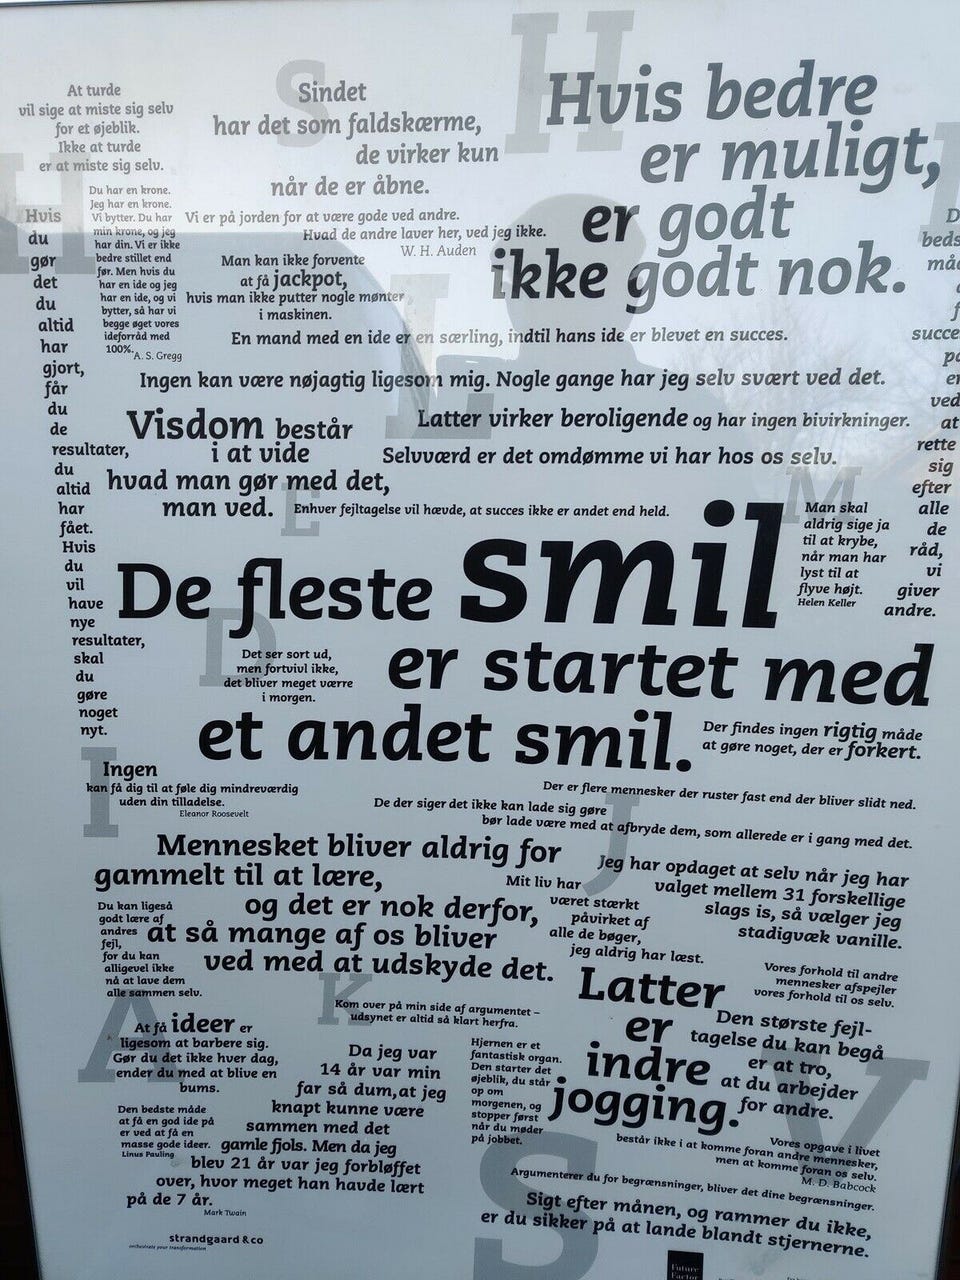 At turde
vil sige at miste sig selv
for et øjeblik.
Ikke at turde
er at miste sig selv.
Sindet
har det som faldskærme,
de virker kun
når de er åbne.
Hvis bedre
er muligt,
er godt
ikke godt nok.
Hvis
du
gør
det
du
altid
har
gjort,
får
du
de
resultater,
du
altid
har
fået.
Hvis
du
vil
have
nye
resultater,
skal
du
gøre
noget
nyt.
Du har en krone.
Jeg har en krone.
Vi bytter. Du har
min krone, og jeg
har din. Vi er ikke
bedre stillet end
før. Men hvis du
har en ide og jeg
har en ide, og vi
bytter, så har vi
begge øget vores
ideforråd med
100%.
A. S. Gregg
Vi er på jorden for at være gode ved andre.
Hvad de andre laver her, ved jeg ikke.
W. H. Auden
Man kan ikke forvente
at få jackpot,
hvis man ikke putter nogle mønter
i maskinen.
En mand med en ide er en særling, indtil hans ide er blevet en succes.
Ingen kan være nøjagtig ligesom mig. Nogle gange har jeg selv svært ved det.
Visdom består
i at vide
hvad man gør med det,
man ved.
Latter virker beroligende og har ingen bivirkninger.
Selvværd er det omdømme vi har hos os selv.
Enhver fejltagelse vil hævde, at succes ikke er andet end held.
D
beds
måd
f
succe
p
er
ved
at
rette
sig
efter
alle
de
råd,
vi
giver
andre.
Man skal
aldrig sige ja
til at krybe,
når man har
lyst til at
flyve højt.
Helen Keller
De fleste smil
er startet med
et andet smil.
Det ser sort ud,
men fortvivl ikke,
det bliver meget værre
i morgen.
Der findes ingen rigtig måde
at gøre noget, der er forkert.
Ingen
kan få dig til at føle dig mindreværdig
uden din tilladelse.
Eleanor Roosevelt
Der er flere mennesker der ruster fast end der bliver slidt ned.
De der siger det ikke kan lade sig gøre
bør lade være med at afbryde dem, som allerede er i gang med det.
Mennesket bliver aldrig for
gammelt til at lære,
og det er nok derfor,
at så mange af os bliver
ved med at udskyde det.
Jeg har opdaget at selv når jeg har
valget mellem 31 forskellige
slags is, så vælger jeg
stadigvæk vanille.
Mit liv har
været stærkt
påvirket af
alle de bøger,
jeg aldrig har læst.
Du kan ligeså
godt lære af
andres
fejl,
for du kan
alligevel ikke
nå at lave dem
alle sammen selv.
Vores forhold til andre
mennesker afspejler
vores forhold til os selv.
Latter
er
indre
jogging.
Kom over på min side af argumentet –
udsynet er altid så klart herfra.
Den største fejl-
tagelse du kan begå
er at tro,
at du arbejder
for andre.
At få ideer er
ligesom at barbere sig.
Gør du det ikke hver dag,
ender du med at blive en
bums.
Da jeg var
14 år var min
far så dum, at jeg
knapt kunne være
sammen med det
gamle fjols. Men da jeg
blev 21 år var jeg forbløffet
over, hvor meget han havde lært
på de 7 år.
Mark Twain
Hjernen er et
fantastisk organ.
Den starter det
øjeblik, du står
op om
morgenen, og
stopper først
når du møder
på jobbet.
Den bedste måde
at få en god ide på
er ved at få en
masse gode ideer.
Linus Pauling
Vores opgave i livet
består ikke i at komme foran andre mennesker,
men at komme foran os selv.
M. D. Babcock
Argumenterer du for begrænsninger, bliver det dine begrænsninger.
Sigt efter månen, og rammer du ikke,
er du sikker på at lande blandt stjernerne.
strandgaard & co
orchestrate your transformation
Future
Factor
S
H
H
L
E
M
D
I
J
K
A
V
S